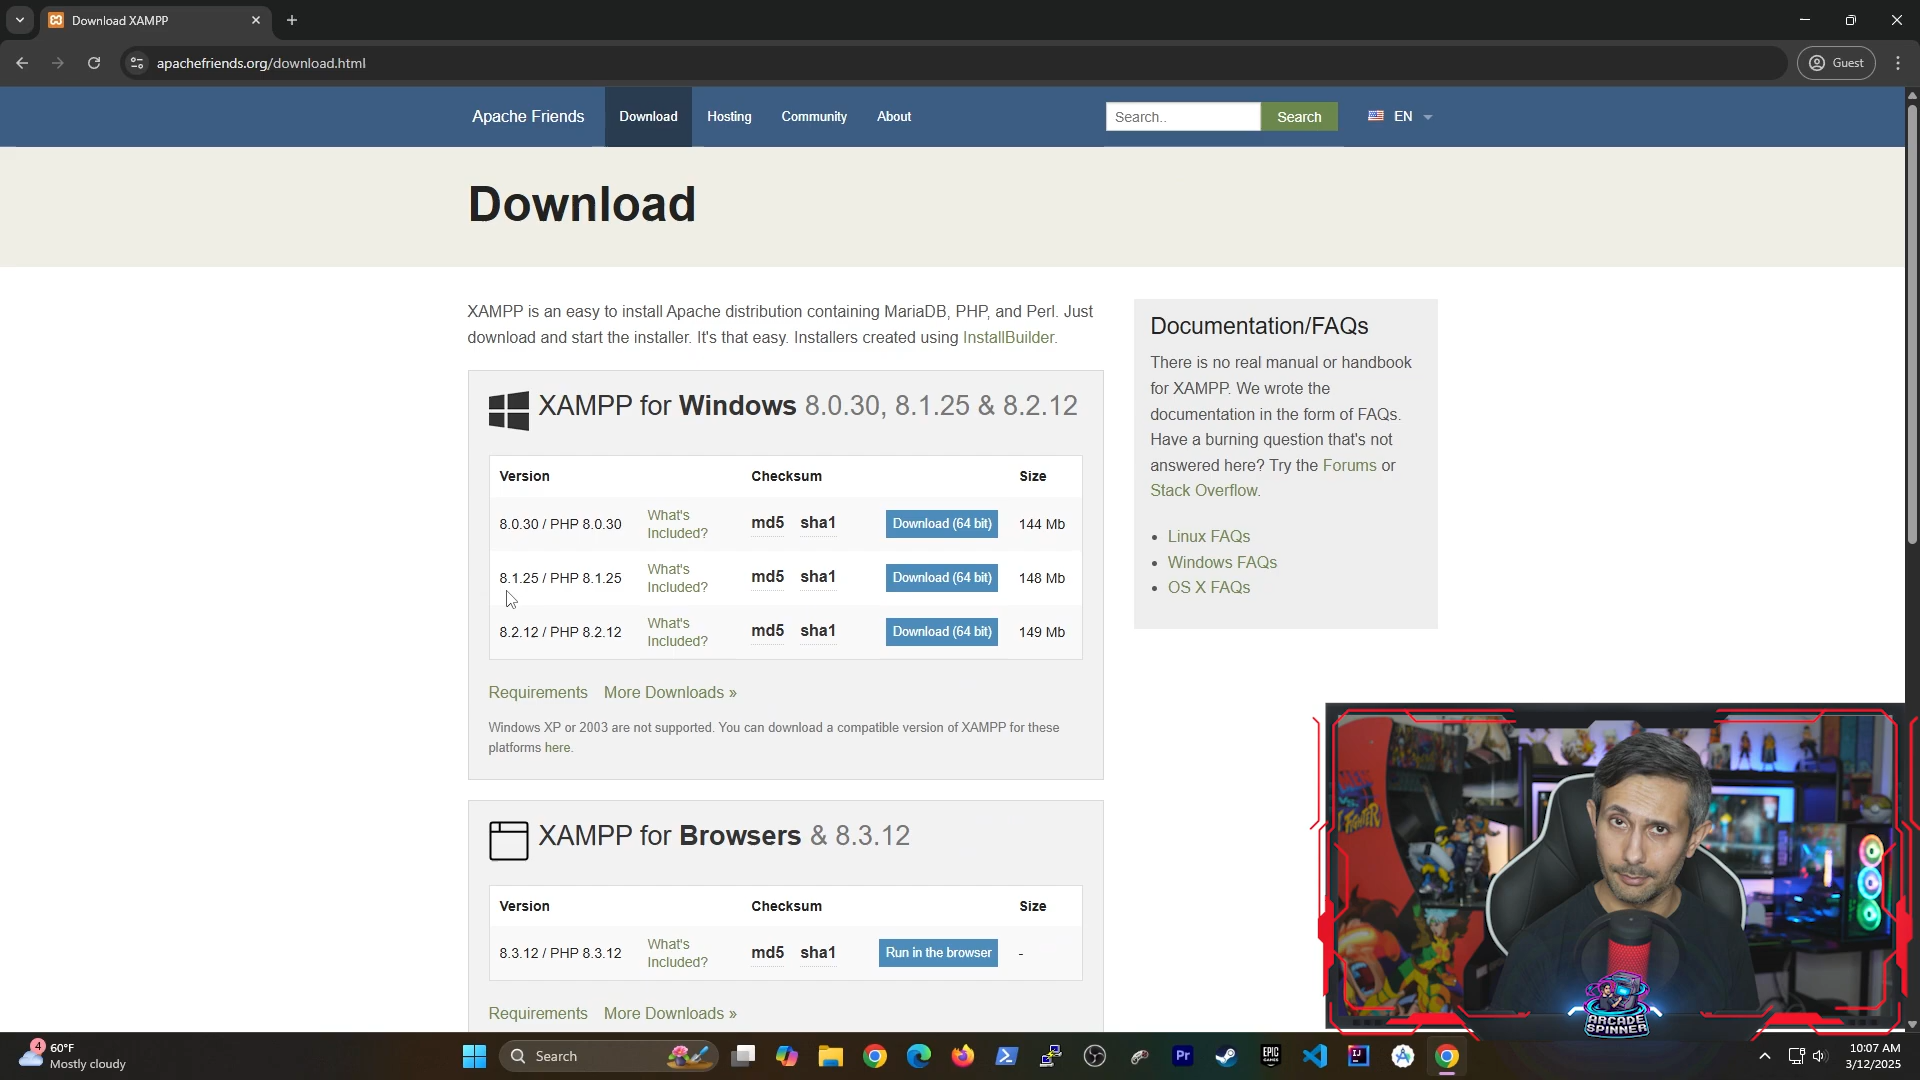 Download XAMPP
apachefriends.org/download.html
Guest
Apache Friends
Download
Hosting
Community
About
Search..
Search
EN
Download
XAMPP is an easy to install Apache distribution containing MariaDB, PHP, and Perl. Just
download and start the installer. It's that easy. Installers created using InstallBuilder.
XAMPP for Windows 8.0.30, 8.1.25 & 8.2.12
Version Checksum Size
8.0.30 / PHP 8.0.30 What's Included? md5 sha1 Download (64 bit) 144 Mb
8.1.25 / PHP 8.1.25 What's Included? md5 sha1 Download (64 bit) 148 Mb
8.2.12 / PHP 8.2.12 What's Included? md5 sha1 Download (64 bit) 149 Mb
Requirements More Downloads »
Windows XP or 2003 are not supported. You can download a compatible version of XAMPP for these
platforms here.
XAMPP for Browsers & 8.3.12
Version Checksum Size
8.3.12 / PHP 8.3.12 What's Included? md5 sha1 Run in the browser -
Requirements More Downloads »
Documentation/FAQs
There is no real manual or handbook
for XAMPP. We wrote the
documentation in the form of FAQs.
Have a burning question that's not
answered here? Try the Forums or
Stack Overflow.
• Linux FAQs
• Windows FAQs
• OS X FAQs
ARCADE
SPINNER
4
60°F
Mostly cloudy
Search
Pr
EPIC
GAMES
IJ
10:07 AM
3/12/2025